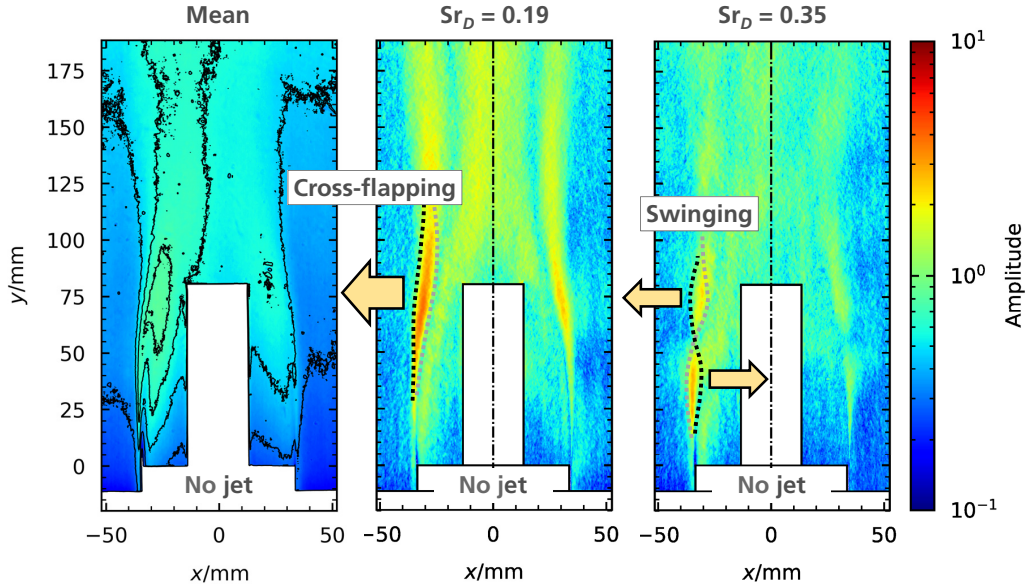 Mean
Sr_D = 0.19
Sr_D = 0.35
175
150
125
100
75
50
25
0
y/mm
Cross-flapping
Swinging
No jet
No jet
No jet
−50
0
50
−50
0
50
−50
0
50
x/mm
x/mm
x/mm
10¹
10⁰
10⁻¹
Amplitude